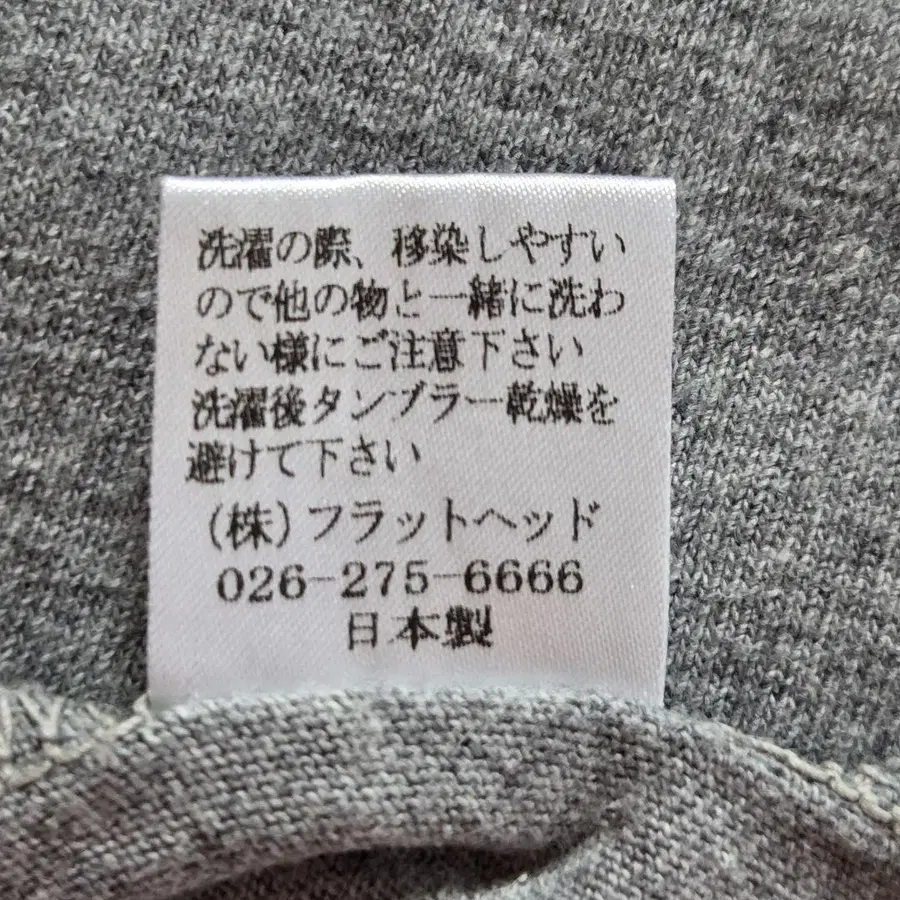 洗濯の際、移染しやすい
ので他の物と一緒に洗わ
ない様にご注意下さい
洗濯後タンブラー乾燥を
避けて下さい
(株)フラットヘッド
026-275-6666
日本製